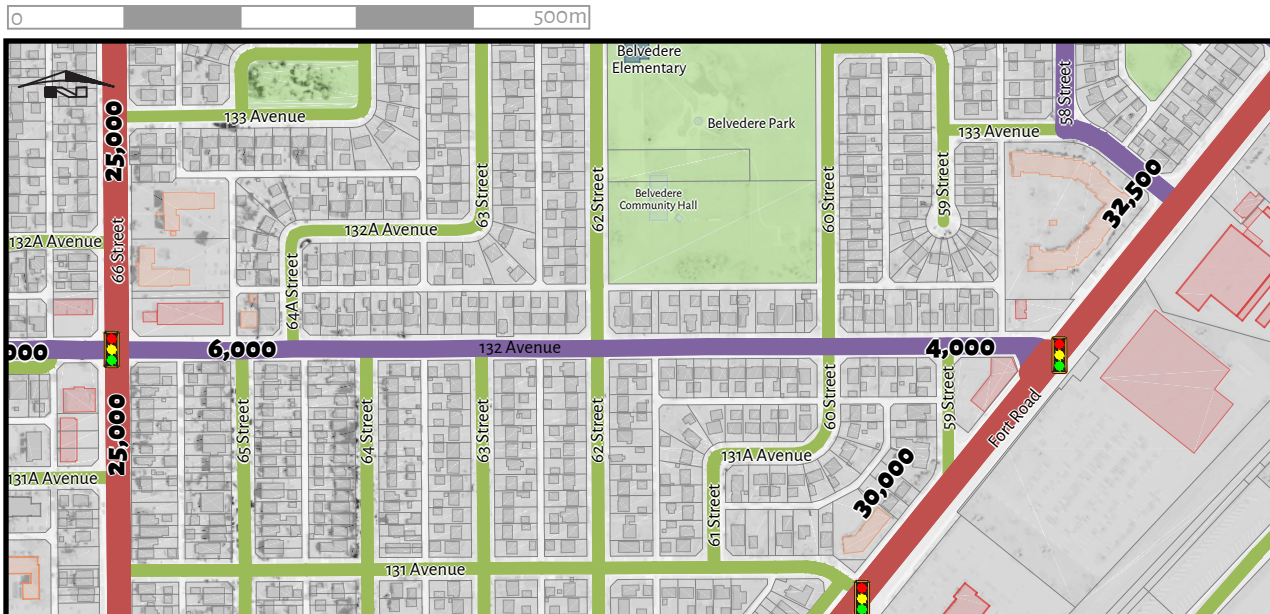 0
500m
Belvedere
Elementary
58 Street
25,000
133 Avenue
Belvedere Park
133 Avenue
63 Street
62 Street
60 Street
59 Street
32,500
Belvedere
Community Hall
132A Avenue
66 Street
132A Avenue
64A Street
000
6,000
132 Avenue
4,000
25,000
65 Street
64 Street
63 Street
62 Street
60 Street
59 Street
Fort Road
131A Avenue
131A Avenue
30,000
61 Street
131 Avenue